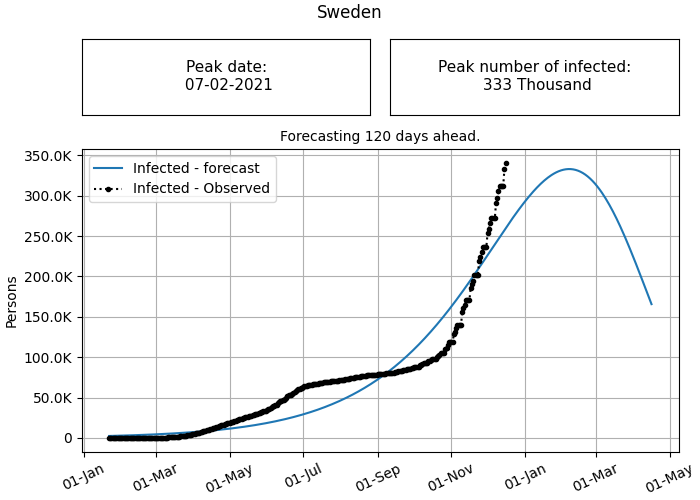 Sweden
Peak date:
07-02-2021
Peak number of infected:
333 Thousand
Forecasting 120 days ahead.
Infected - forecast
Infected - Observed
Persons
350.0K
300.0K
250.0K
200.0K
150.0K
100.0K
50.0K
0
01-Jan
01-Mar
01-May
01-Jul
01-Sep
01-Nov
01-Jan
01-Mar
01-May